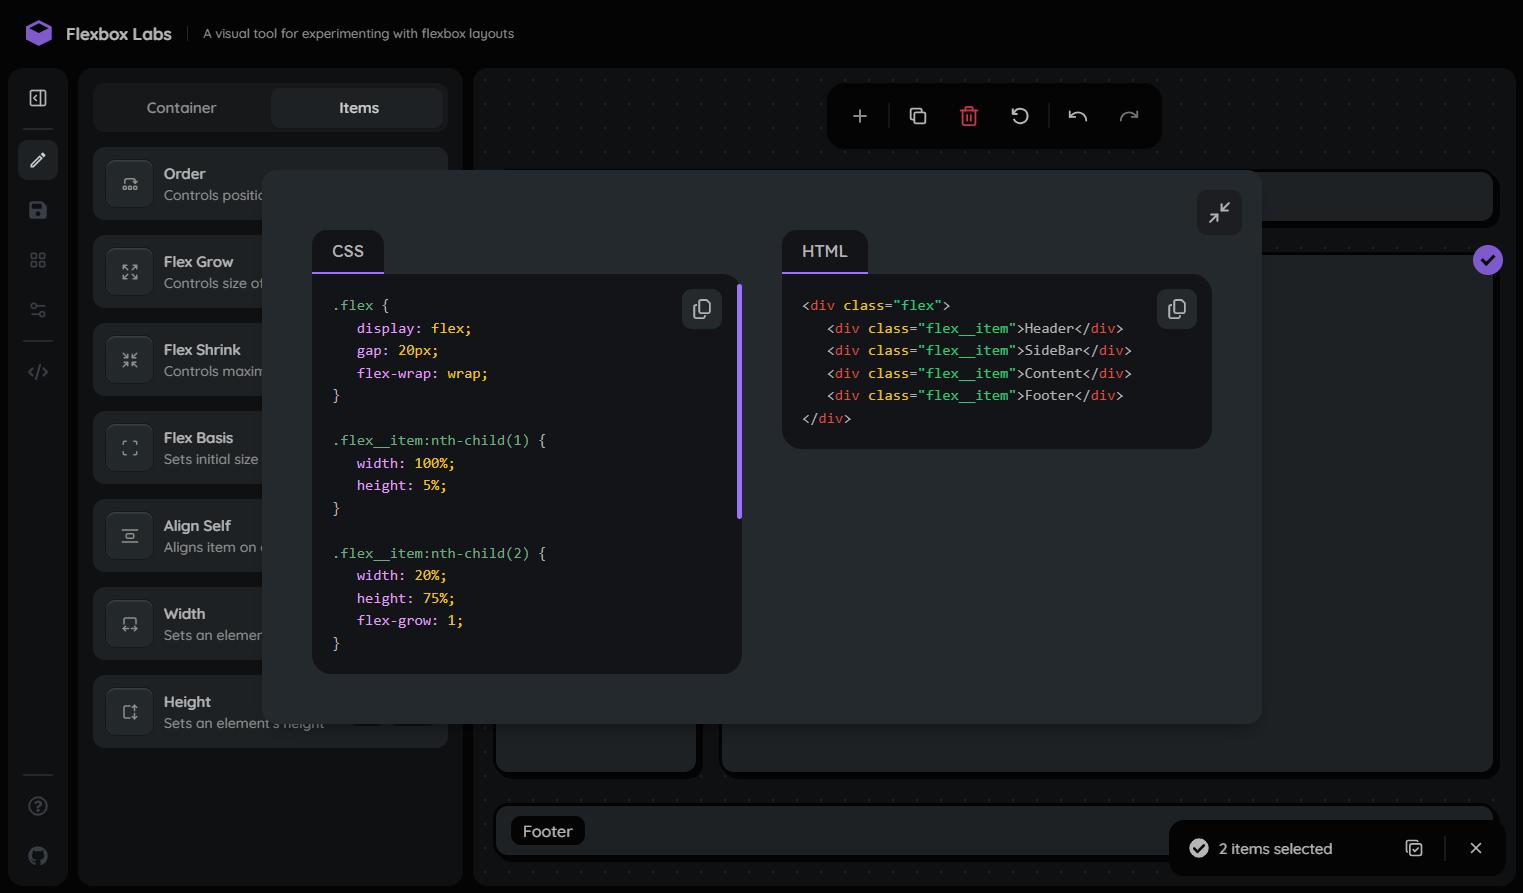 Flexbox Labs
A visual tool for experimenting with flexbox layouts
Container
Items
Order
Controls positic
Flex Grow
Controls size of
Flex Shrink
Controls maxim
Flex Basis
Sets initial size
Align Self
Aligns item on
Width
Sets an elemer
Height
Sets an element's height
CSS
.flex {
display: flex;
gap: 20px;
flex-wrap: wrap;
}
.flex__item:nth-child(1) {
width: 100%;
height: 5%;
}
.flex__item:nth-child(2) {
width: 20%;
height: 75%;
flex-grow: 1;
}
HTML
<div class="flex">
<div class="flex__item">Header</div>
<div class="flex__item">SideBar</div>
<div class="flex__item">Content</div>
<div class="flex__item">Footer</div>
</div>
Footer
2 items selected